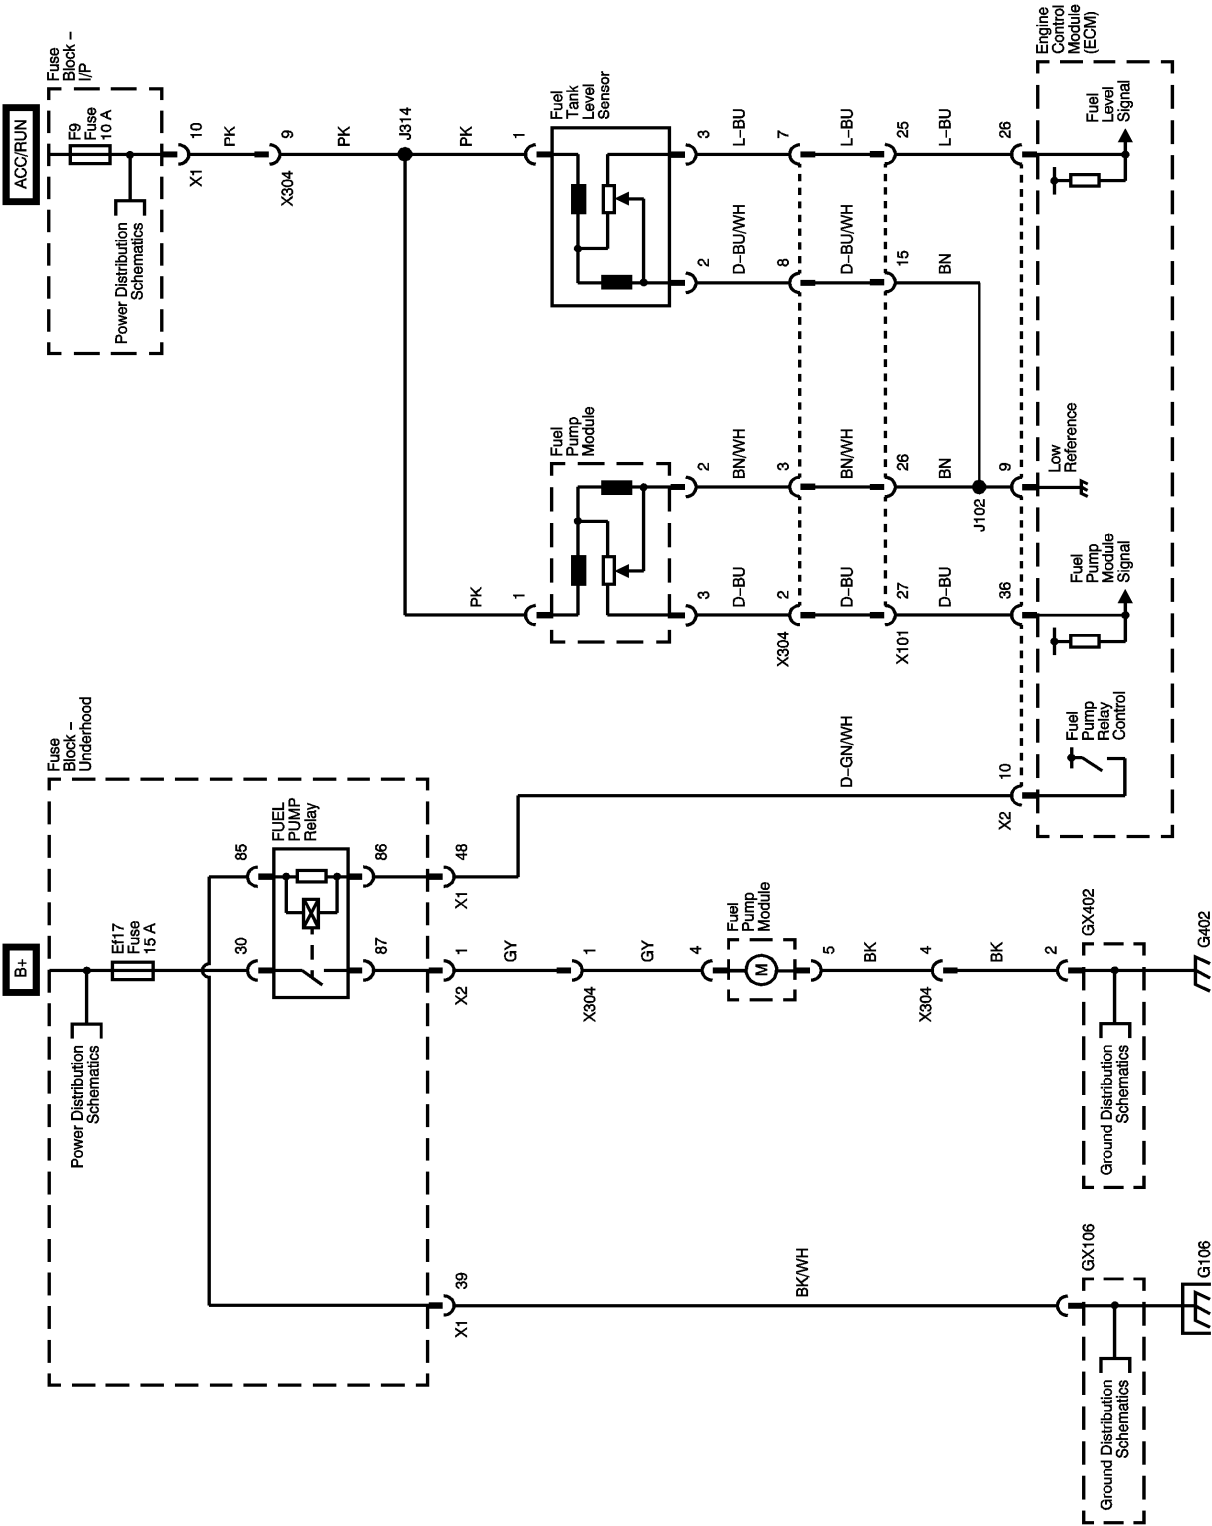 B+
Power Distribution
Schematics
Ef17
Fuse
15 A
Fuse
Block –
Underhood
30
85
FUEL
PUMP
Relay
87
86
39
X1
1
X2
48
X1
GY
1
X304
GY
4
Fuel
Pump
Module
M
5
BK
4
X304
BK
2
GX402
Ground Distribution
Schematics
G402
BK/WH
GX106
Ground Distribution
Schematics
G106
D–GN/WH
10
X2
ACC/RUN
Fuse
Block –
I/P
F9
Fuse
10 A
Power Distribution
Schematics
10
X1
PK
9
X304
PK
J314
PK
PK
1
1
Fuel
Pump
Module
Fuel
Tank
Level
Sensor
3
2
2
3
D–BU
BN/WH
D–BU/WH
L–BU
2
3
8
7
X304
D–BU
BN/WH
D–BU/WH
L–BU
27
26
15
25
X101
D–BU
BN
BN
L–BU
J102
36
9
26
Engine
Control
Module
(ECM)
Fuel
Pump
Relay
Control
Fuel
Pump
Module
Signal
Low
Reference
Fuel
Level
Signal